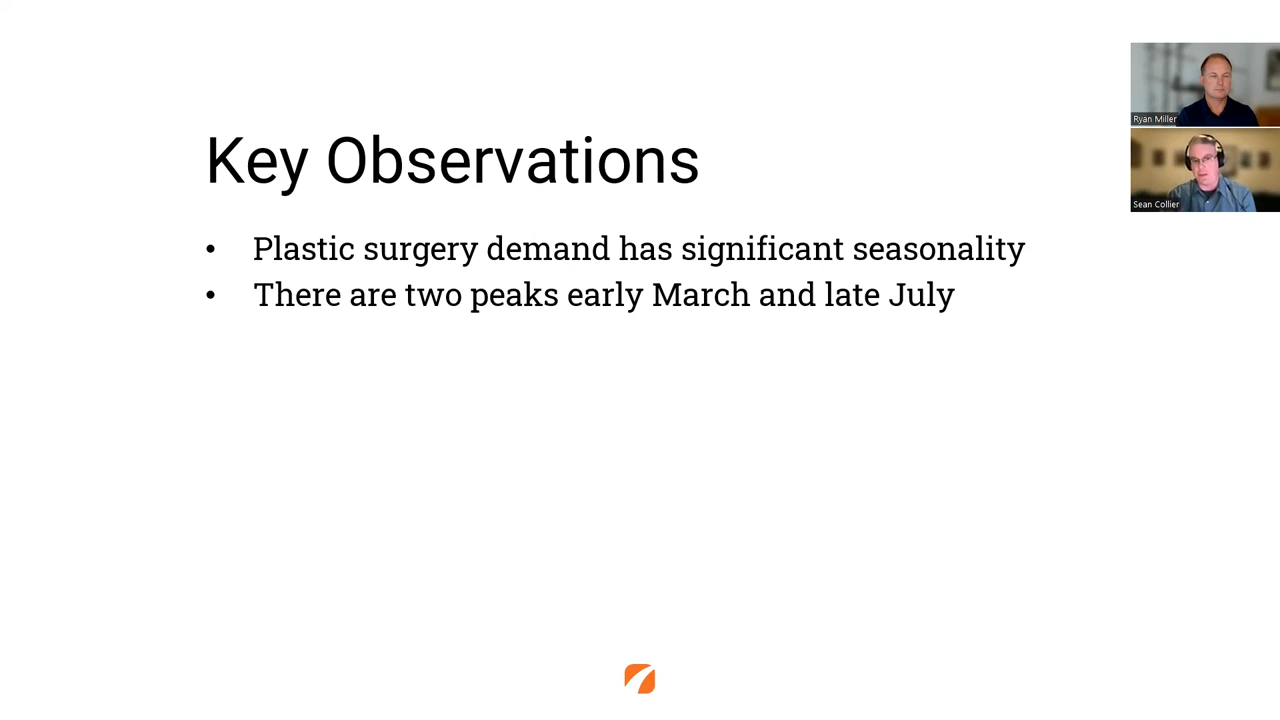 Key Observations
• Plastic surgery demand has significant seasonality
• There are two peaks early March and late July
Ryan Miller
Sean Collier